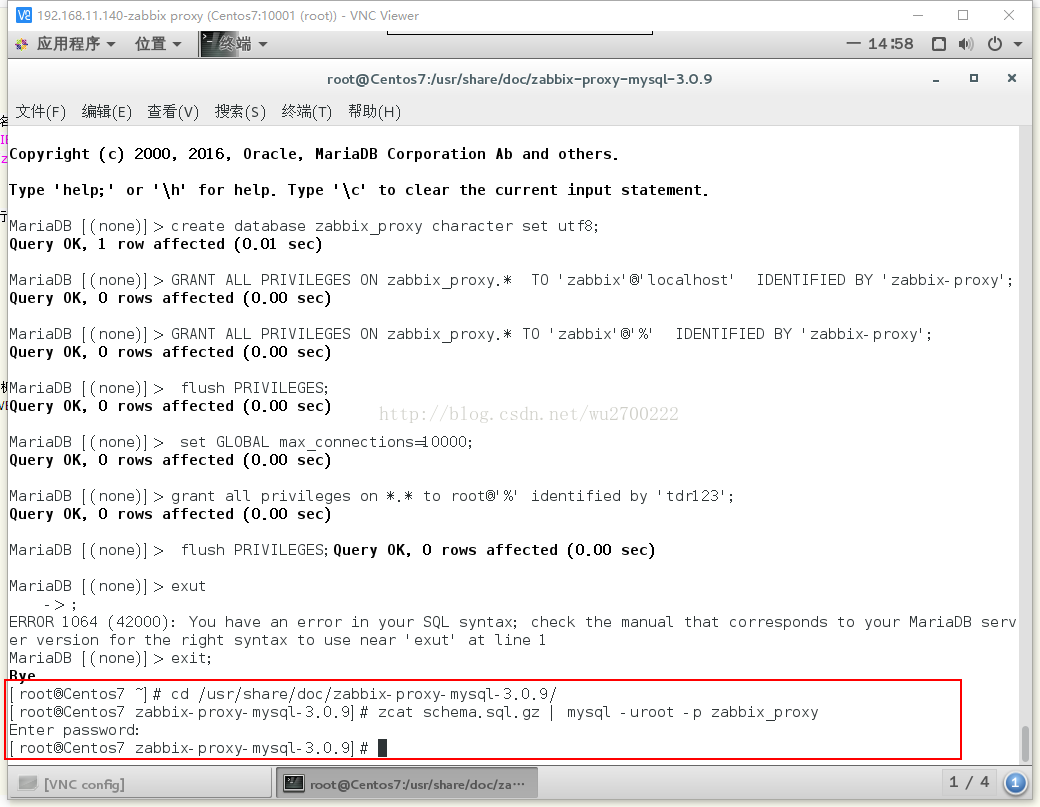 192.168.11.140-zabbix proxy (Centos7:10001 (root)) - VNC Viewer
应用程序 位置 终端 14:58
root@Centos7:/usr/share/doc/zabbix-proxy-mysql-3.0.9
文件(F) 编辑(E) 查看(V) 搜索(S) 终端(T) 帮助(H)
Copyright (c) 2000, 2016, Oracle, MariaDB Corporation Ab and others.
Type 'help;' or '\h' for help. Type '\c' to clear the current input statement.
MariaDB [(none)]> create database zabbix_proxy character set utf8;
Query OK, 1 row affected (0.01 sec)
MariaDB [(none)]> GRANT ALL PRIVILEGES ON zabbix_proxy.*  TO 'zabbix'@'localhost'  IDENTIFIED BY 'zabbix-proxy';
Query OK, 0 rows affected (0.00 sec)
MariaDB [(none)]> GRANT ALL PRIVILEGES ON zabbix_proxy.* TO 'zabbix'@'%'  IDENTIFIED BY 'zabbix-proxy';
Query OK, 0 rows affected (0.00 sec)
MariaDB [(none)]>  flush PRIVILEGES;
Query OK, 0 rows affected (0.00 sec)
http://blog.csdn.net/wu2700222
MariaDB [(none)]>  set GLOBAL max_connections=10000;
Query OK, 0 rows affected (0.00 sec)
MariaDB [(none)]> grant all privileges on *.* to root@'%' identified by 'tdr123';
Query OK, 0 rows affected (0.00 sec)
MariaDB [(none)]>  flush PRIVILEGES;Query OK, 0 rows affected (0.00 sec)
MariaDB [(none)]> exut
    -> ;
ERROR 1064 (42000): You have an error in your SQL syntax; check the manual that corresponds to your MariaDB serv
er version for the right syntax to use near 'exut' at line 1
MariaDB [(none)]> exit;
Bye
[root@Centos7 ~]# cd /usr/share/doc/zabbix-proxy-mysql-3.0.9/
[root@Centos7 zabbix-proxy-mysql-3.0.9]# zcat schema.sql.gz | mysql -uroot -p zabbix_proxy
Enter password:
[root@Centos7 zabbix-proxy-mysql-3.0.9]#
[VNC config] root@Centos7:/usr/share/doc/za··· 1 / 4 1